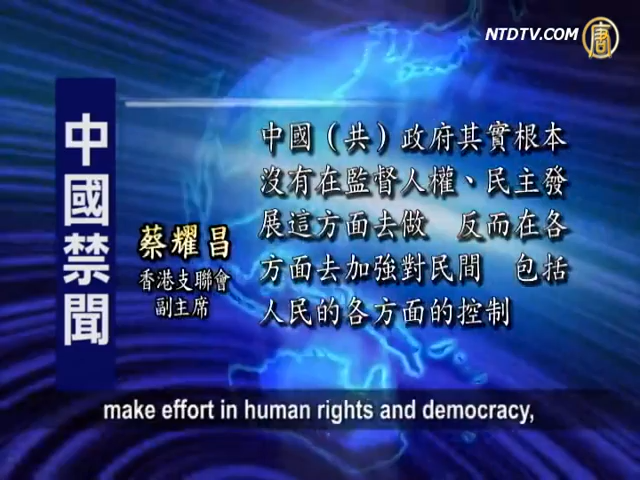 NTDTV.COM
唐
中國禁聞
蔡耀昌
香港支聯會
副主席
中國（共）政府其實根本
沒有在監督人權、民主發
展這方面去做　反而在各
方面去加強對民間　包括
人民的各方面的控制
make effort in human rights and democracy,